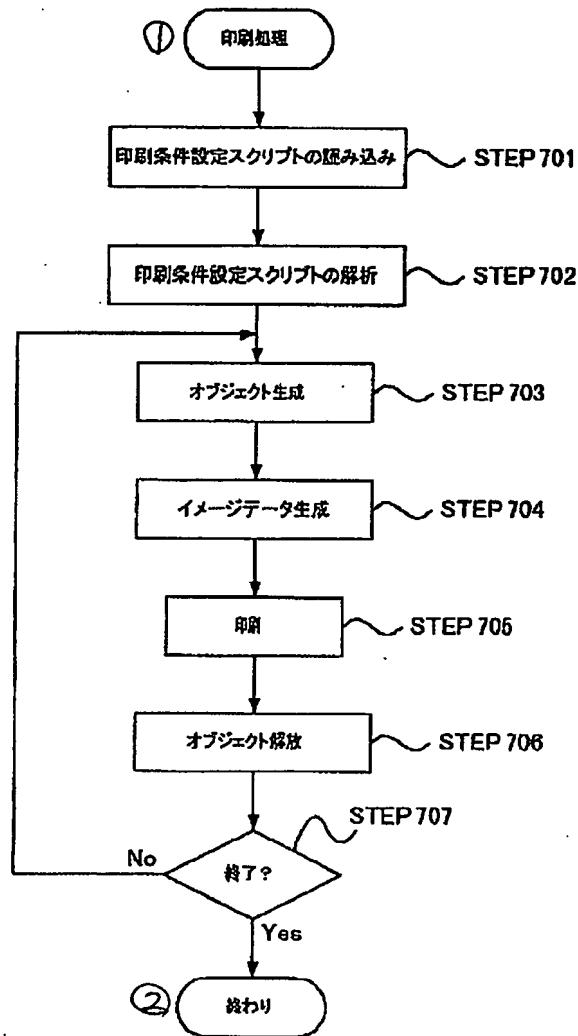 ① 印刷処理
印刷条件設定スクリプトの読み込み STEP 701
印刷条件設定スクリプトの解析 STEP 702
オブジェクト生成 STEP 703
イメージデータ生成 STEP 704
印刷 STEP 705
オブジェクト解放 STEP 706
STEP 707
No
終了?
Yes
② 終わり